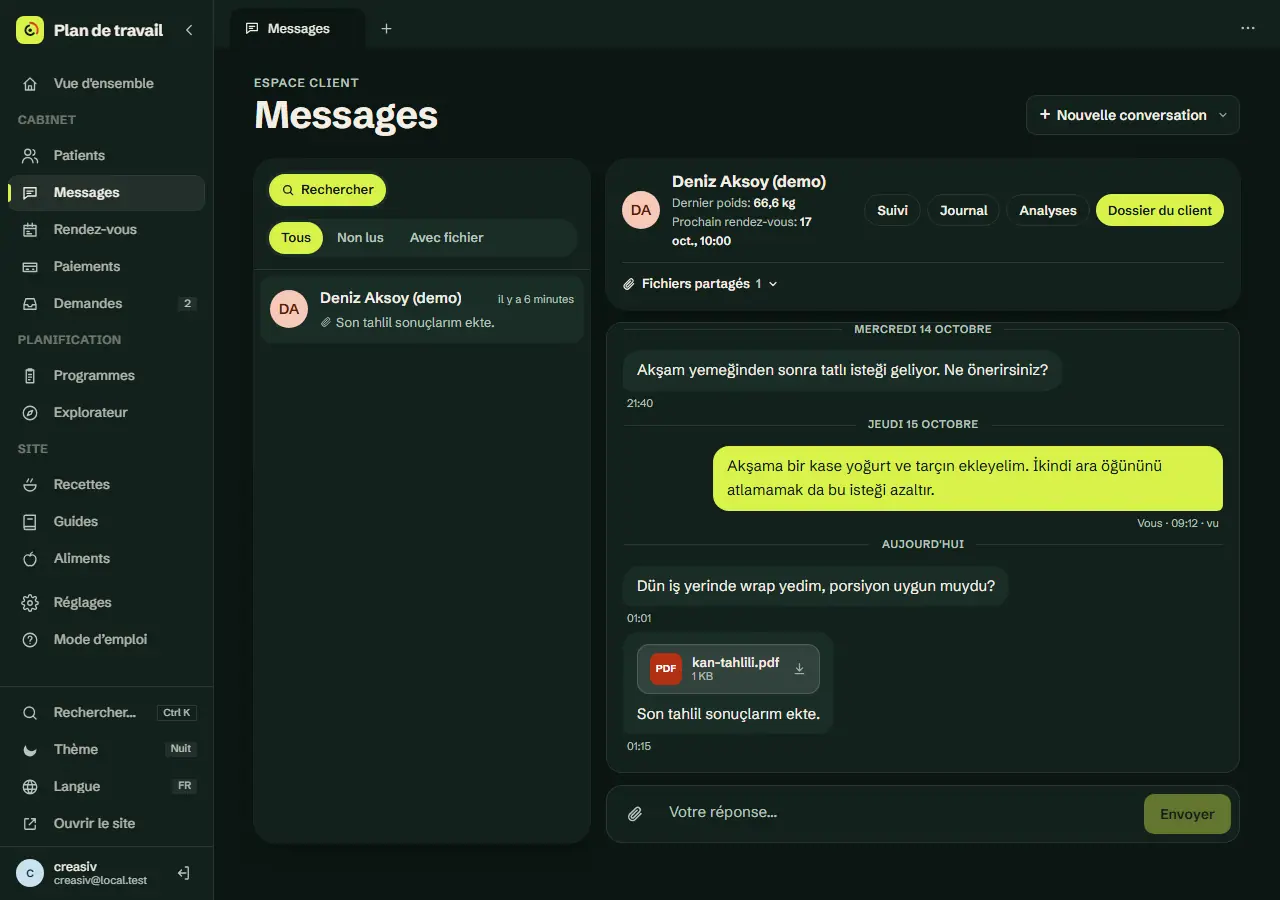 Plan de travail
Vue d'ensemble
CABINET
Patients
Messages
Rendez-vous
Paiements
Demandes 2
PLANIFICATION
Programmes
Explorateur
SITE
Recettes
Guides
Aliments
Réglages
Mode d'emploi
Rechercher... Ctrl K
Thème Nuit
Langue FR
Ouvrir le site
C
creasiv
creasiv@local.test
Messages
ESPACE CLIENT
Messages
+ Nouvelle conversation
Rechercher
Tous Non lus Avec fichier
DA
Deniz Aksoy (demo) il y a 6 minutes
Son tahlil sonuçlarım ekte.
DA
Deniz Aksoy (demo)
Dernier poids: 66,6 kg
Prochain rendez-vous: 17
oct., 10:00
Suivi Journal Analyses Dossier du client
Fichiers partagés 1
MERCREDI 14 OCTOBRE
Akşam yemeğinden sonra tatlı isteği geliyor. Ne önerirsiniz?
21:40
JEUDI 15 OCTOBRE
Akşama bir kase yoğurt ve tarçın ekleyelim. İkindi ara öğününü
atlamamak da bu isteği azaltır.
Vous · 09:12 · vu
AUJOURD'HUI
Dün iş yerinde wrap yedim, porsiyon uygun muydu?
01:01
PDF
kan-tahlili.pdf
1 KB
Son tahlil sonuçlarım ekte.
01:15
Votre réponse...
Envoyer